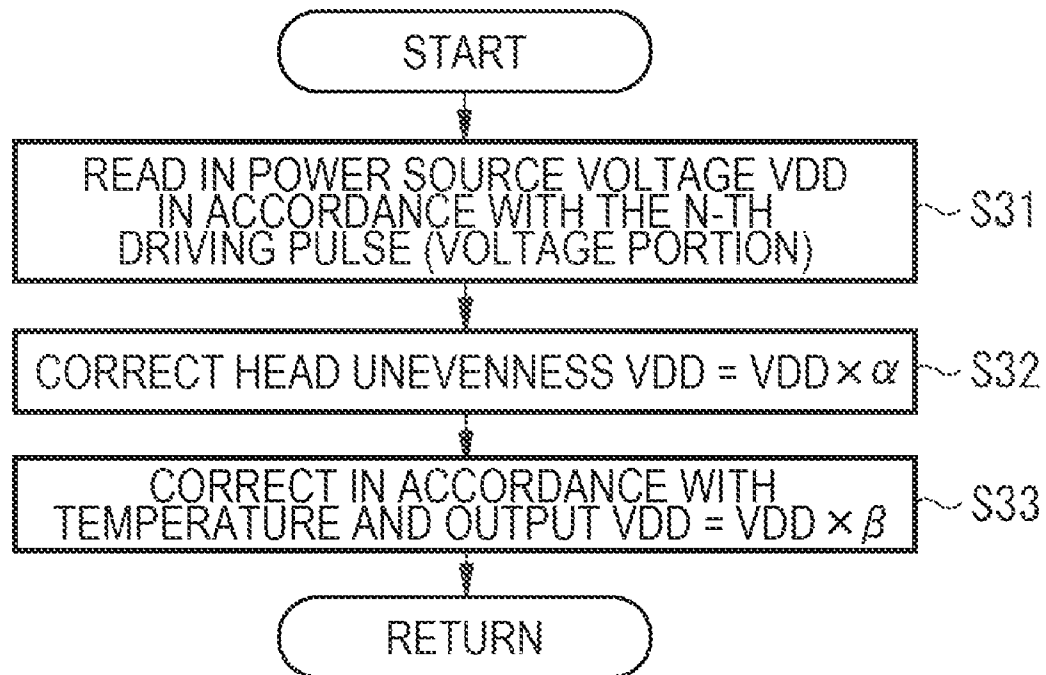 START
READ IN POWER SOURCE VOLTAGE VDD
IN ACCORDANCE WITH THE N-TH
DRIVING PULSE (VOLTAGE PORTION)
S31
CORRECT HEAD UNEVENNESS VDD = VDD × α
S32
CORRECT IN ACCORDANCE WITH
TEMPERATURE AND OUTPUT VDD = VDD × β
S33
RETURN